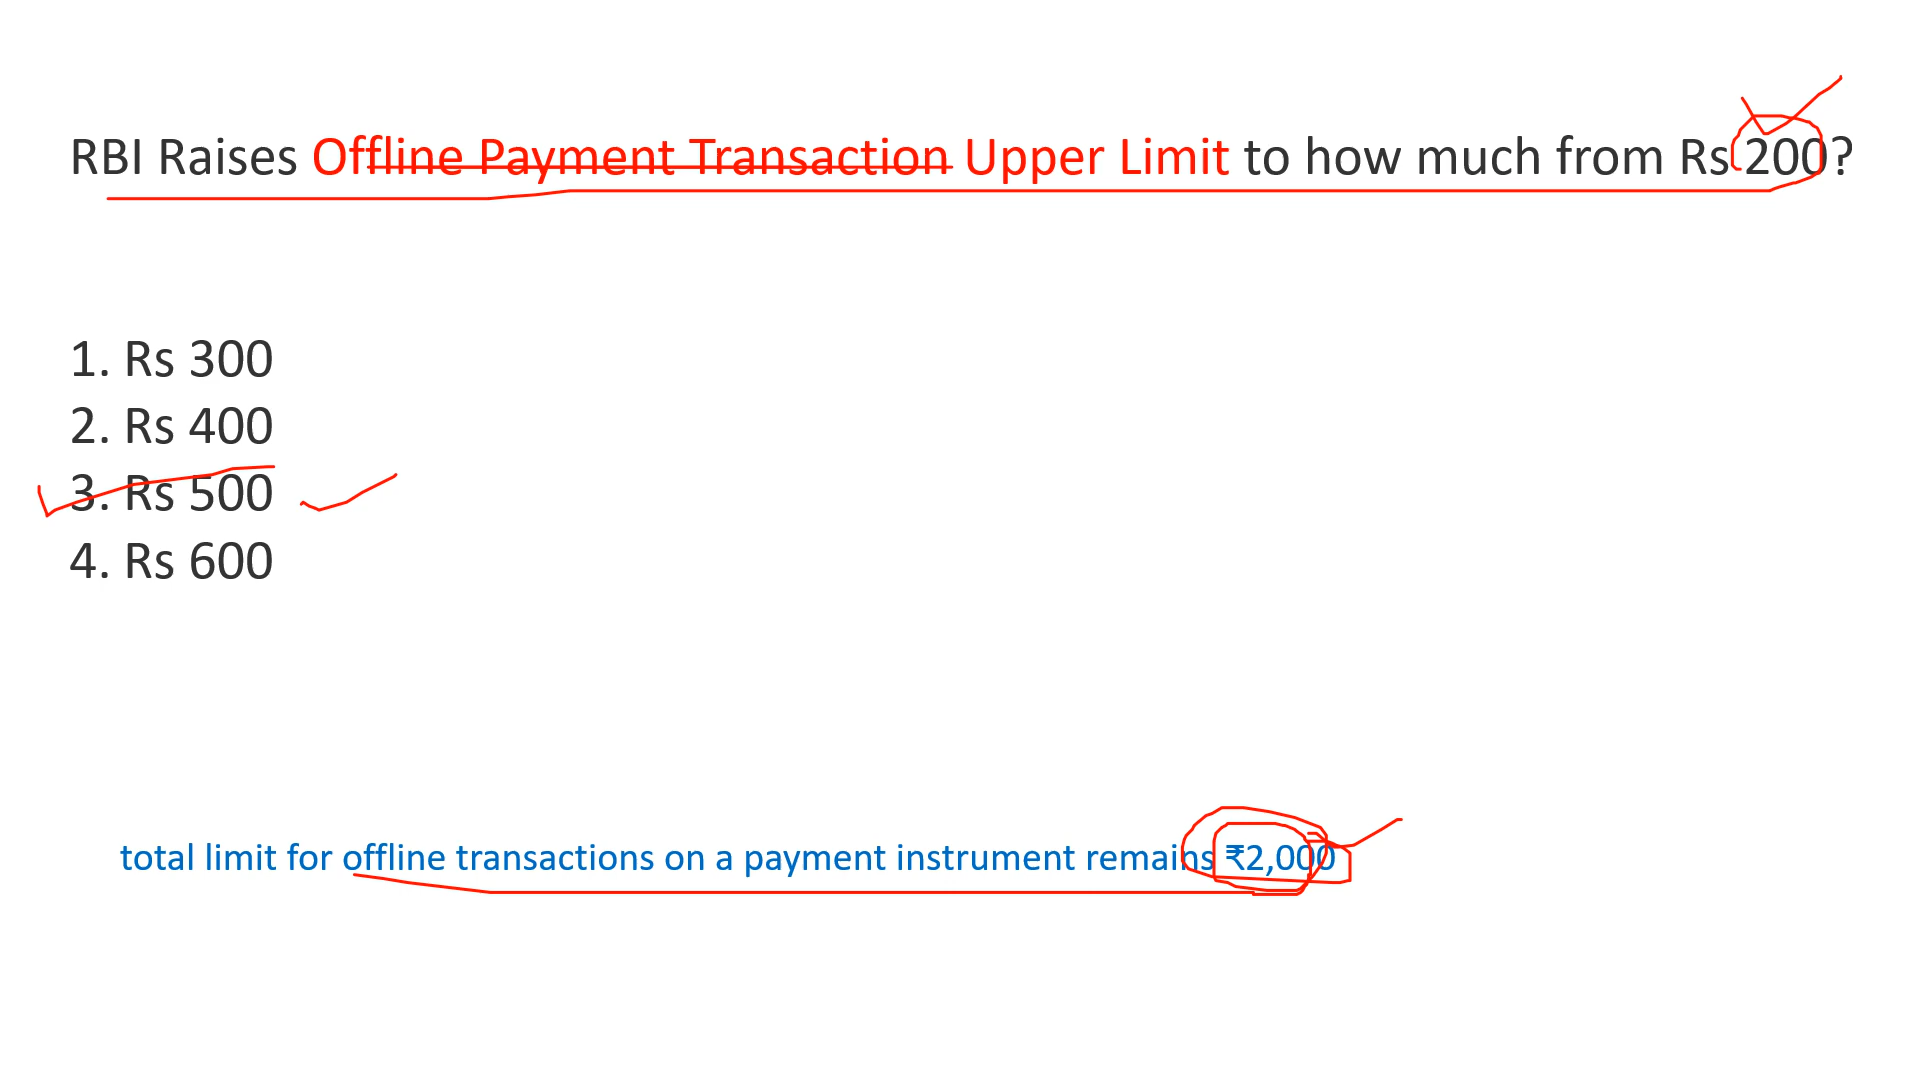 RBI Raises Offline Payment Transaction Upper Limit to how much from Rs 200?
1. Rs 300
2. Rs 400
3. Rs 500
4. Rs 600
total limit for offline transactions on a payment instrument remains ₹2,000